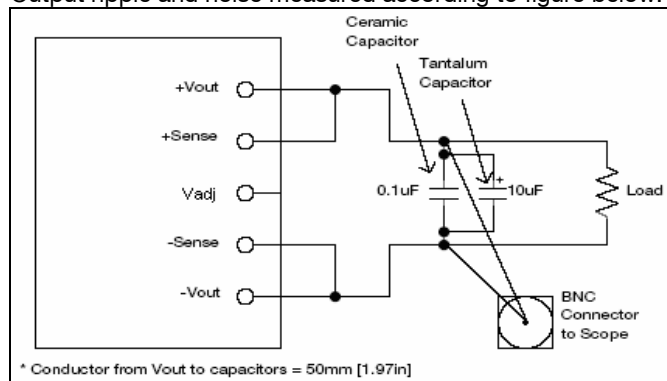 Output ripple and noise measured according to figure below.
Ceramic
Capacitor
Tantalum
Capacitor
+Vout
+Sense
Vadj
-Sense
-Vout
0.1uF
+
10uF
Load
BNC
Connector
to Scope
* Conductor from Vout to capacitors = 50mm [1.97in]